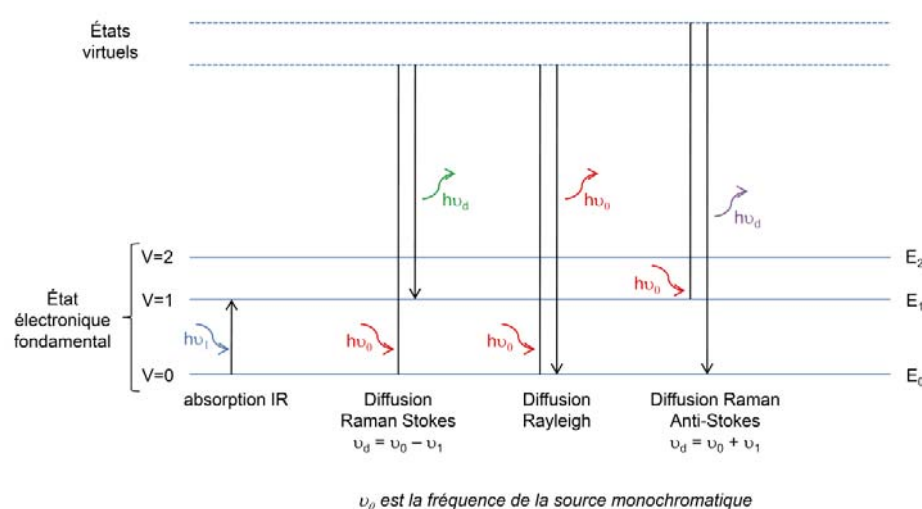 États
virtuels
hυd
hυ0
hυd
V=2
E2
hυ0
État
électronique
fondamental
V=1
E1
hυ1
hυ0
hυ0
V=0
E0
absorption IR
Diffusion
Raman Stokes
υd = υ0 – υ1
Diffusion
Rayleigh
Diffusion Raman
Anti-Stokes
υd = υ0 + υ1
υ0 est la fréquence de la source monochromatique